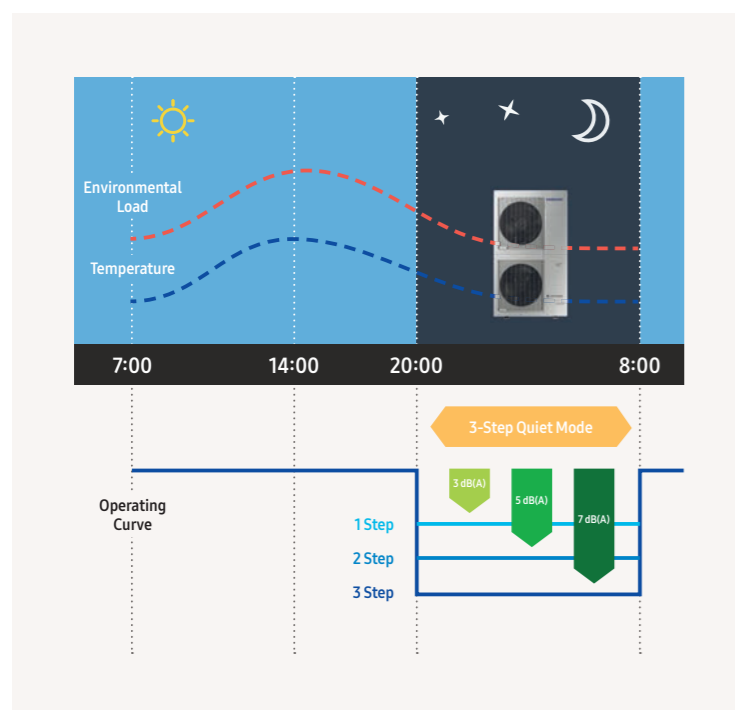 Environmental
Load
Temperature
7:00
14:00
20:00
8:00
3-Step Quiet Mode
Operating
Curve
3 dB(A)
5 dB(A)
7 dB(A)
1 Step
2 Step
3 Step